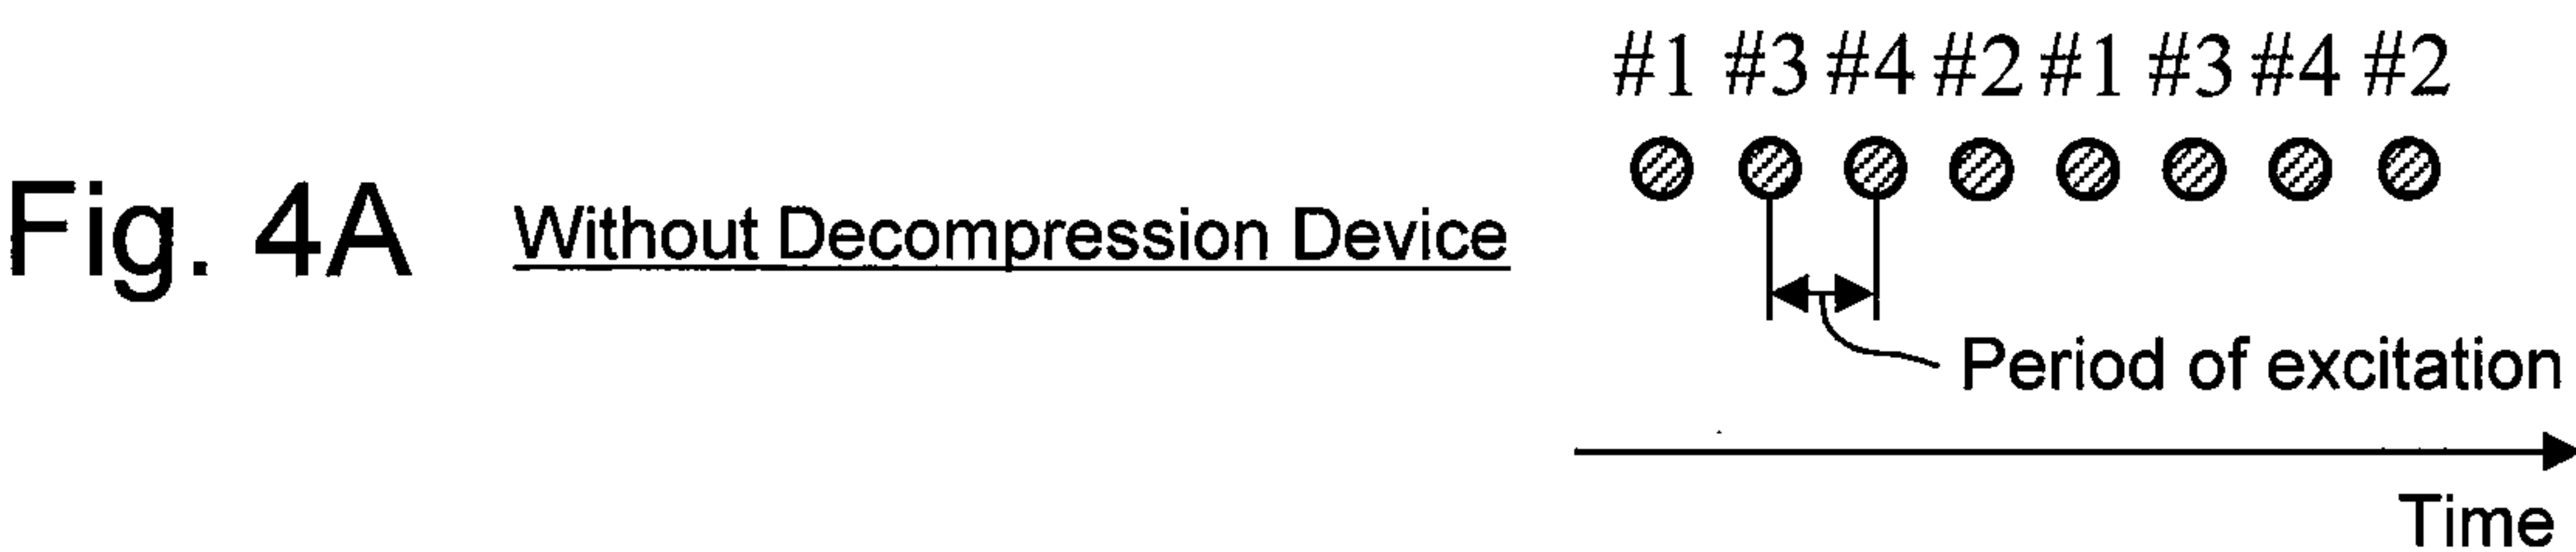 #1 #3 #4 #2 #1 #3 #4 #2
Fig. 4A
Without Decompression Device
Period of excitation
Time